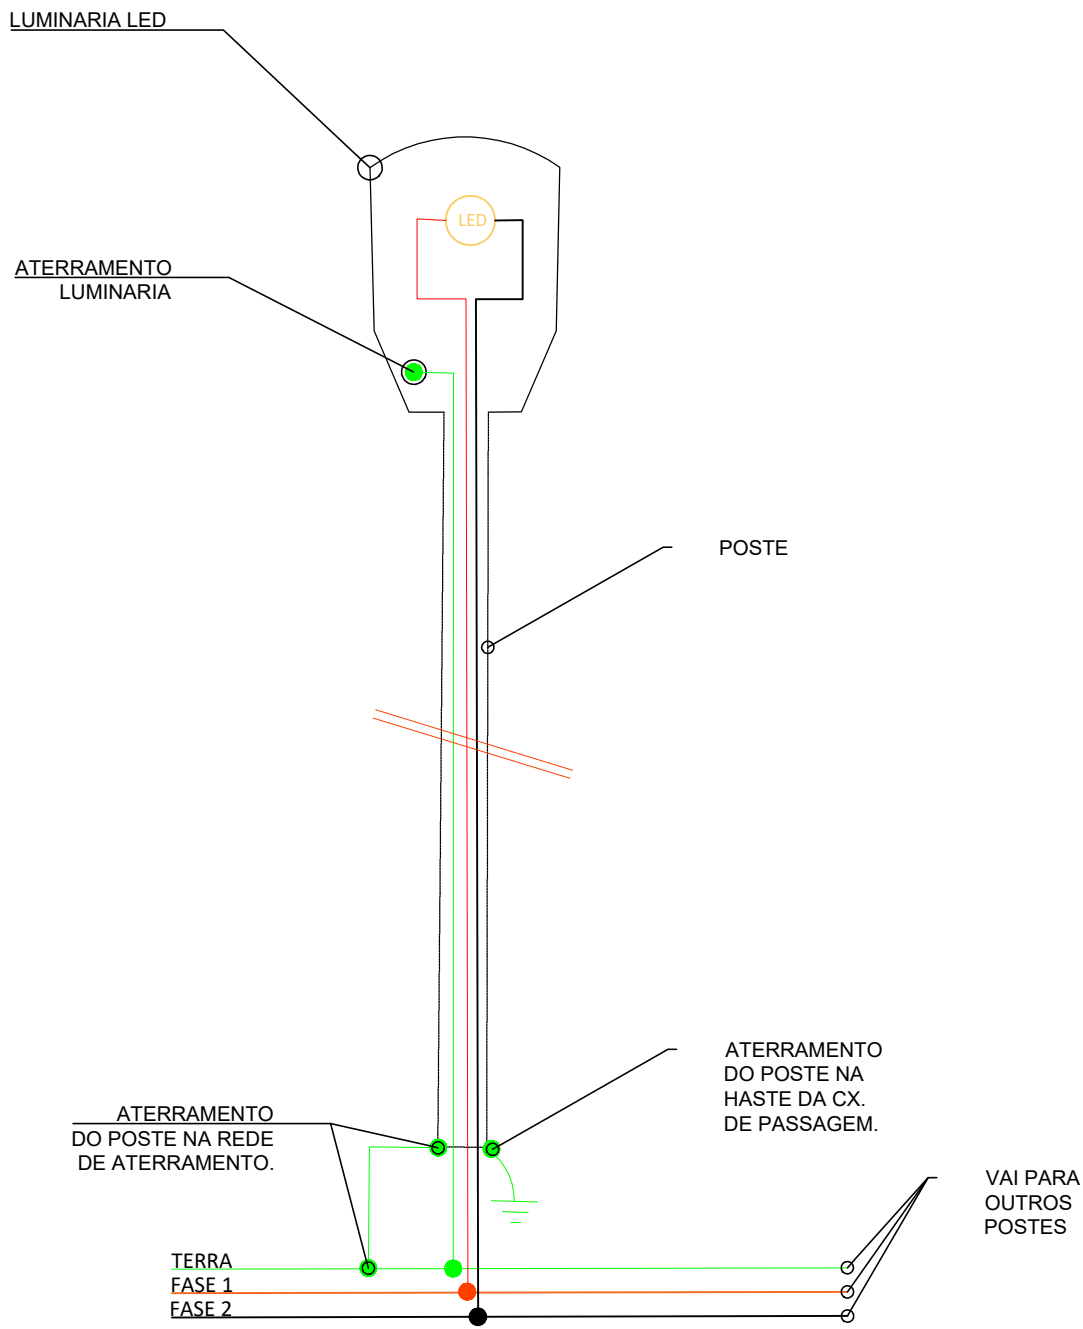 LUMINARIA LED
LED
ATERRAMENTO
LUMINARIA
POSTE
ATERRAMENTO
DO POSTE NA
HASTE DA CX.
DE PASSAGEM.
ATERRAMENTO
DO POSTE NA REDE
DE ATERRAMENTO.
VAI PARA
OUTROS
POSTES
TERRA
FASE 1
FASE 2